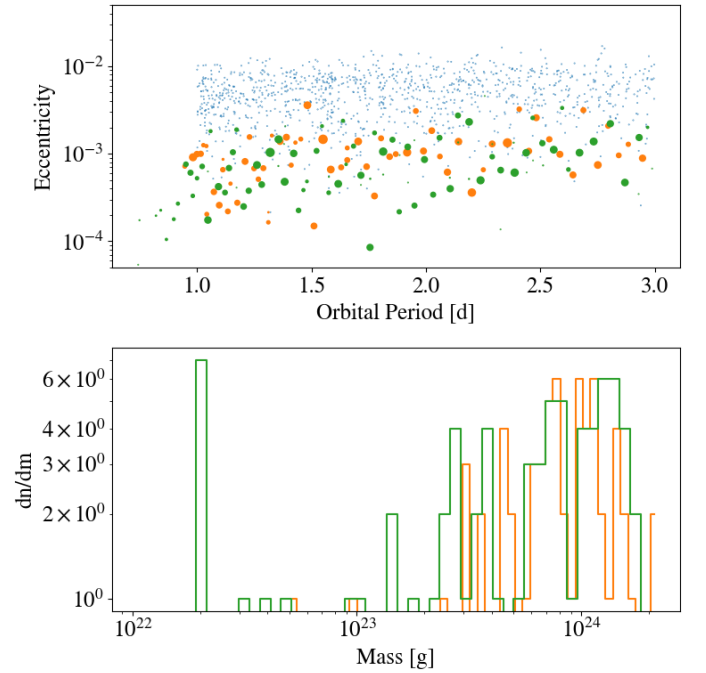 Eccentricity
10⁻²
10⁻³
10⁻⁴
1.0 1.5 2.0 2.5 3.0
Orbital Period [d]
dn/dm
6 × 10⁰
4 × 10⁰
3 × 10⁰
2 × 10⁰
10⁰
10²² 10²³ 10²⁴
Mass [g]